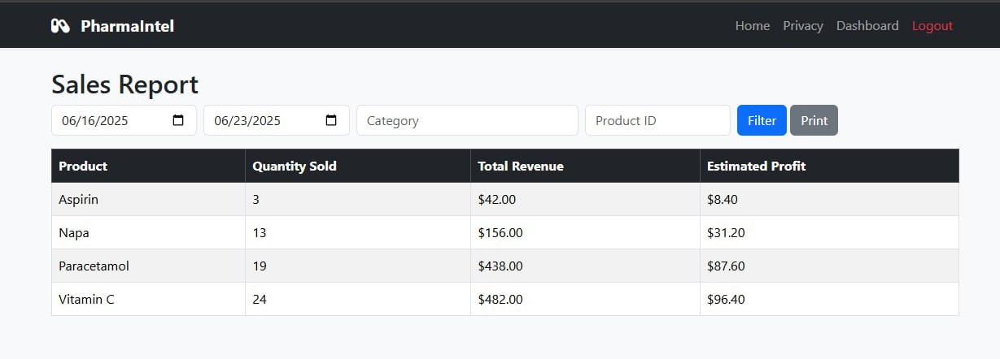 PharmaIntel Home Privacy Dashboard Logout
Sales Report
06/16/2025 06/23/2025 Category Product ID Filter Print
Product Quantity Sold Total Revenue Estimated Profit
Aspirin 3 $42.00 $8.40
Napa 13 $156.00 $31.20
Paracetamol 19 $438.00 $87.60
Vitamin C 24 $482.00 $96.40